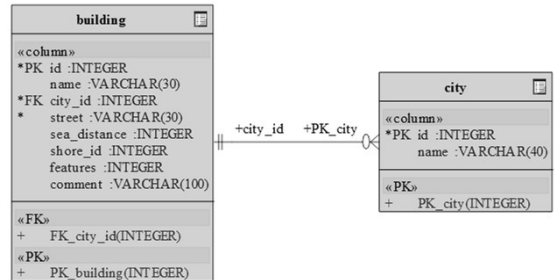 building
«column»
*PK id :INTEGER
name :VARCHAR(30)
*FK city_id :INTEGER
* street :VARCHAR(30)
sea_distance :INTEGER
shore_id :INTEGER
features :INTEGER
comment :VARCHAR(100)
«FK»
+ FK_city_id(INTEGER)
«PK»
+ PK_building(INTEGER)
+city_id +PK_city
city
«column»
*PK id :INTEGER
name :VARCHAR(40)
«PK»
+ PK_city(INTEGER)